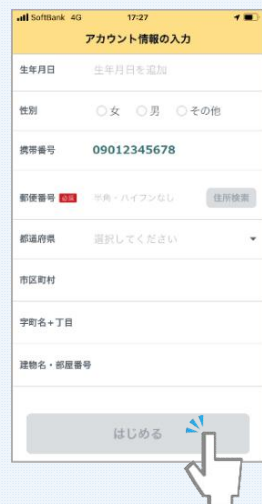 SoftBank 4G 17:27
アカウント情報の入力
生年月日 生年月日を追加
性別 女 男 その他
携帯番号 09012345678
郵便番号 必須 半角・ハイフンなし 住所検索
都道府県 選択してください
市区町村
字町名+丁目
建物名・部屋番号
はじめる